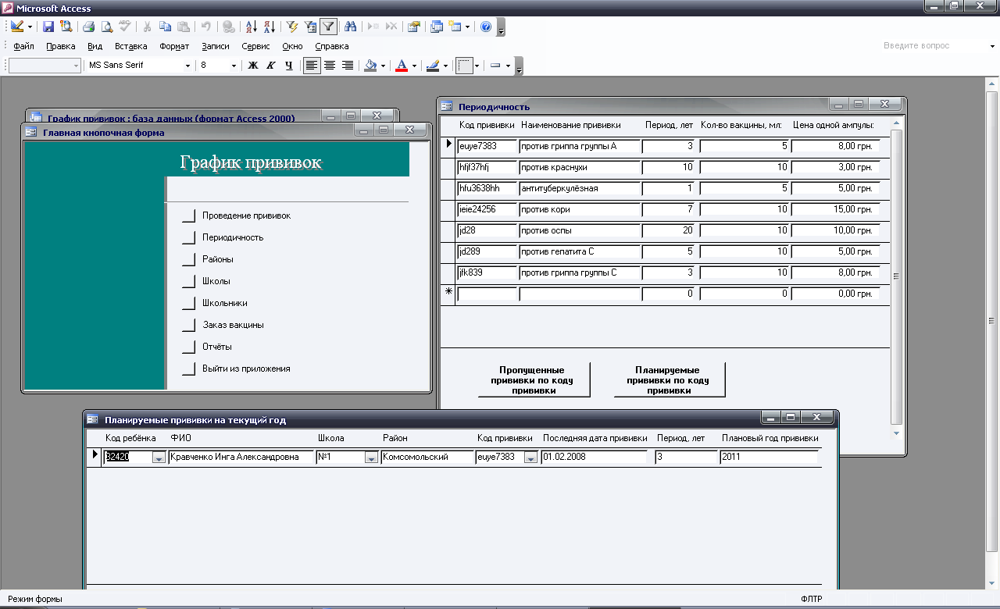 Microsoft Access
Файл Правка Вид Вставка Формат Записи Сервис Окно Справка
Введите вопрос
MS Sans Serif 8 Ж К Ч
График прививок : база данных (формат Access 2000)
Главная кнопочная форма
График прививок
Проведение прививок
Периодичность
Районы
Школы
Школьники
Заказ вакцины
Отчёты
Выйти из приложения
Периодичность
Код прививки Наименование прививки Период, лет Кол-во вакцины, мл: Цена одной ампулы:
euye7383 против гриппа группы А 3 5 8,00 грн.
hfjf37hfj против краснухи 10 10 3,00 грн.
hfu3638hh антитуберкулёзная 1 5 5,00 грн.
ieie24256 против кори 7 10 15,00 грн.
jd28 против оспы 20 10 10,00 грн.
jd289 против гепатита С 5 10 5,00 грн.
jfk839 против гриппа группы С 3 10 8,00 грн.
* 0 0 0,00 грн.
Пропущенные
прививки по коду
прививки
Планируемые
прививки по коду
прививки
Планируемые прививки на текущий год
Код ребёнка ФИО Школа Район Код прививки Последняя дата прививки Период, лет Плановый год прививки
32420 Кравченко Инга Александровна №1 Комсомольский euye7383 01.02.2008 3 2011
Режим формы
ФЛТР